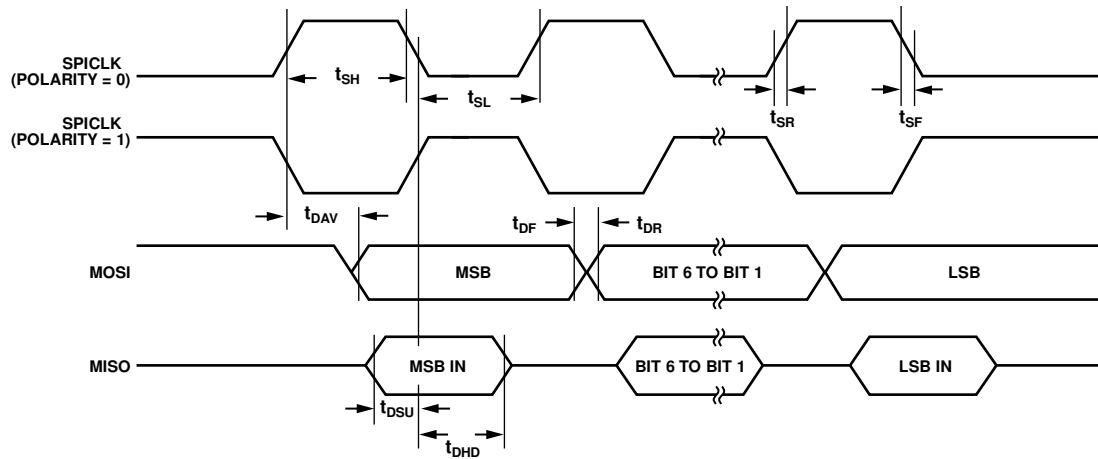 SPICLK
(POLARITY = 0)
tSH
tSL
tSR
tSF
SPICLK
(POLARITY = 1)
tDAV
tDF
tDR
MOSI
MSB
BIT 6 TO BIT 1
LSB
MISO
MSB IN
BIT 6 TO BIT 1
LSB IN
tDSU
tDHD